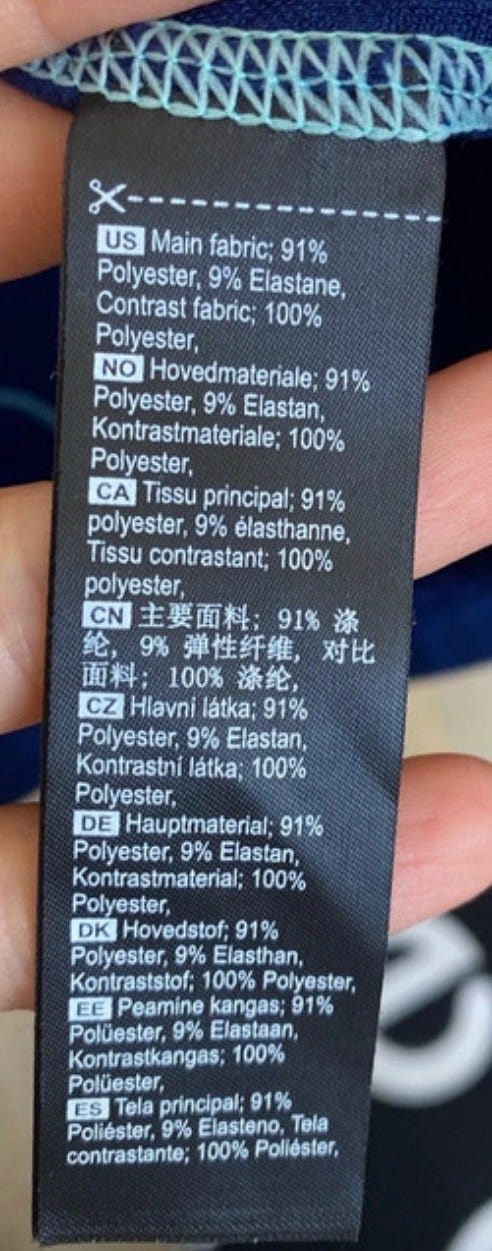 US Main fabric; 91%
Polyester, 9% Elastane,
Contrast fabric; 100%
Polyester,
NO Hovedmateriale; 91%
Polyester, 9% Elastan,
Kontrastmateriale; 100%
Polyester,
CA Tissu principal; 91%
polyester, 9% élasthanne,
Tissu contrastant; 100%
polyester,
CN 主要面料; 91% 涤
纶, 9% 弹性纤维, 对比
面料; 100% 涤纶,
CZ Hlavní látka; 91%
Polyester, 9% Elastan,
Kontrastní látka; 100%
Polyester,
DE Hauptmaterial; 91%
Polyester, 9% Elastan,
Kontrastmaterial; 100%
Polyester,
DK Hovedstof; 91%
Polyester, 9% Elasthan,
Kontraststof; 100% Polyester,
EE Peamine kangas; 91%
Polüester, 9% Elastaan,
Kontrastkangas; 100%
Polüester,
ES Tela principal; 91%
Poliéster, 9% Elasteno, Tela
contrastante; 100% Poliéster,
e